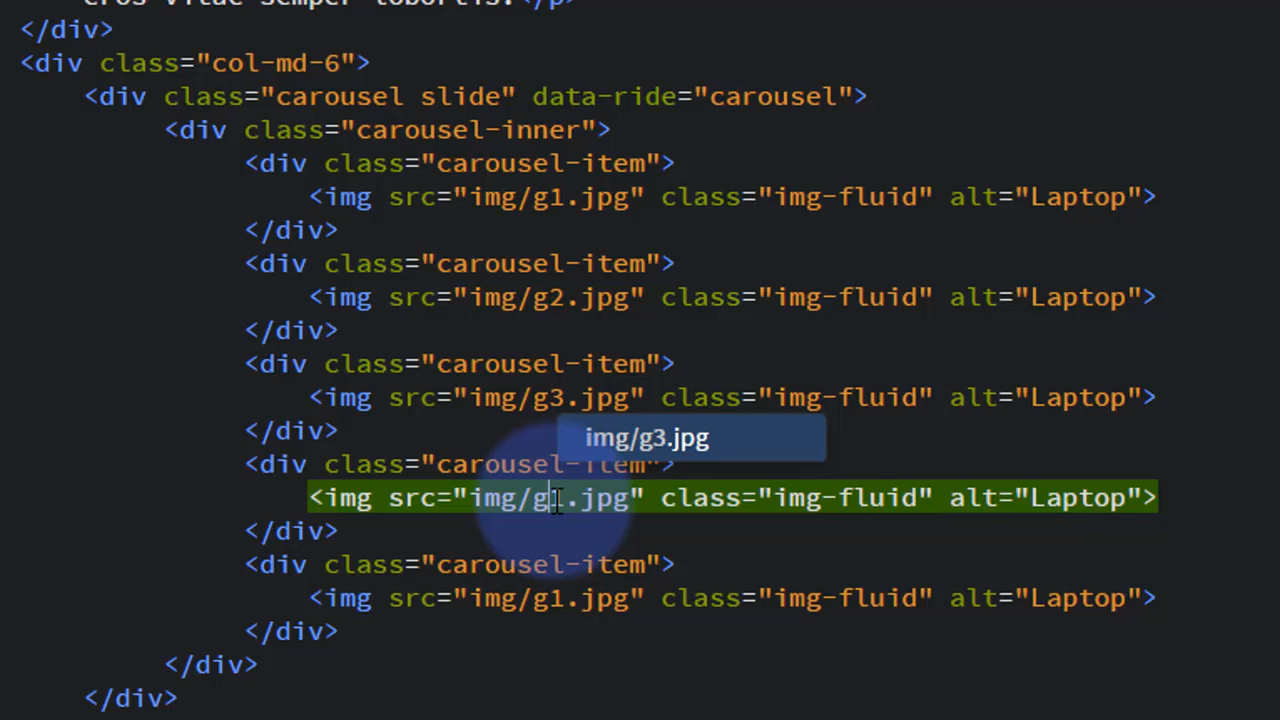 eros vitae semper lobortis.</p>
</div>
<div class="col-md-6">
<div class="carousel slide" data-ride="carousel">
<div class="carousel-inner">
<div class="carousel-item">
<img src="img/g1.jpg" class="img-fluid" alt="Laptop">
</div>
<div class="carousel-item">
<img src="img/g2.jpg" class="img-fluid" alt="Laptop">
</div>
<div class="carousel-item">
<img src="img/g3.jpg" class="img-fluid" alt="Laptop">
</div>
img/g3.jpg
<div class="carousel-item">
<img src="img/g1.jpg" class="img-fluid" alt="Laptop">
</div>
<div class="carousel-item">
<img src="img/g1.jpg" class="img-fluid" alt="Laptop">
</div>
</div>
</div>